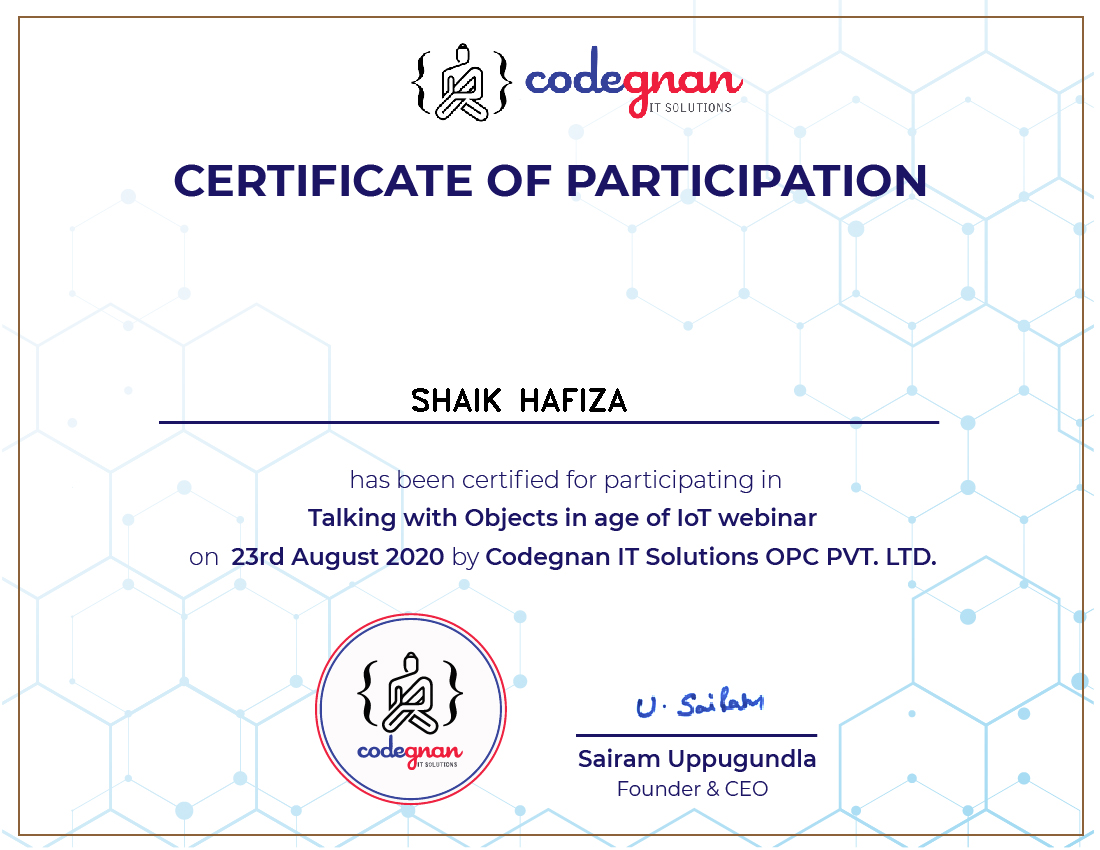 codegnan
IT SOLUTIONS
CERTIFICATE OF PARTICIPATION
SHAIK HAFIZA
has been certified for participating in
Talking with Objects in age of IoT webinar
on 23rd August 2020 by Codegnan IT Solutions OPC PVT. LTD.
codegnan
IT SOLUTIONS
U. Sairam
Sairam Uppugundla
Founder & CEO